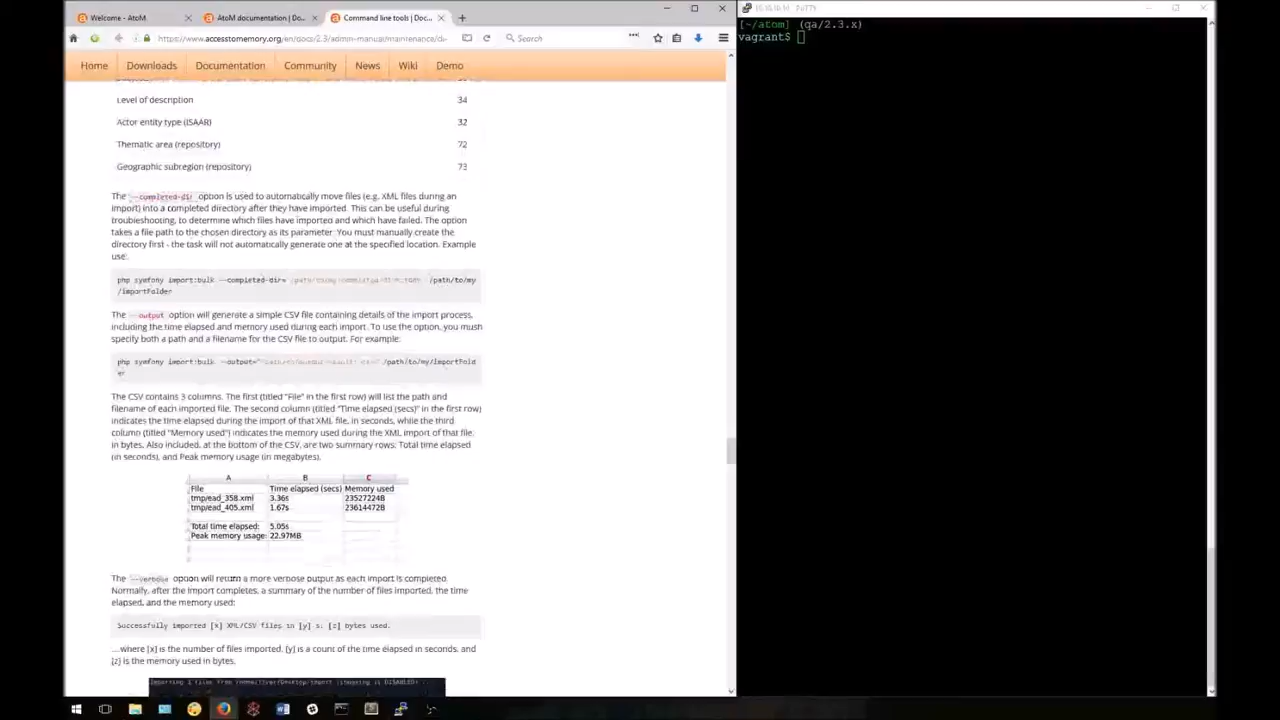 Welcome - AtoM
AtoM documentation | Doc...
Command line tools | Doc...
https://www.accesstomemory.org/en/docs/2.3/admin-manual/maintenance/cli-
Search
Home Downloads Documentation Community News Wiki Demo
Level of description 34
Actor entity type (ISAAR) 32
Thematic area (repository) 72
Geographic subregion (repository) 73
The --completed-dir option is used to automatically move files (e.g. XML files during an
import) into a completed directory after they have imported. This can be useful during
troubleshooting, to determine which files have imported and which have failed. The option
takes a file path to the chosen directory as its parameter. You must manually create the
directory first - the task will not automatically generate one at the specified location. Example
use:
php symfony import:bulk --completed-dir= /path/to/my
/importFolder
The --output option will generate a simple CSV file containing details of the import process,
including the time elapsed and memory used during each import. To use the option, you must
specify both a path and a filename for the CSV file to output. For example:
php symfony import:bulk --output= /path/to/my/importFold
er
The CSV contains 3 columns. The first (titled "File" in the first row) will list the path and
filename of each imported file. The second column (titled "Time elapsed (secs)" in the first row)
indicates the time elapsed during the import of that XML file, in seconds, while the third
column (titled "Memory used") indicates the memory used during the XML import of that file,
in bytes. Also included, at the bottom of the CSV, are two summary rows: Total time elapsed
(in seconds), and Peak memory usage (in megabytes).
A B C
File Time elapsed (secs) Memory used
tmp/ead_358.xml 3.36s 23527224B
tmp/ead_405.xml 1.67s 23614472B
Total time elapsed: 5.05s
Peak memory usage: 22.97MB
The --verbose option will return a more verbose output as each import is completed.
Normally, after the import completes, a summary of the number of files imported, the time
elapsed, and the memory used:
Successfully imported [x] XML/CSV files in [y] s. [z] bytes used.
...where [x] is the number of files imported, [y] is a count of the time elapsed in seconds, and
[z] is the memory used in bytes.
PuTTY
[~/atom] (qa/2.3.x)
vagrant$